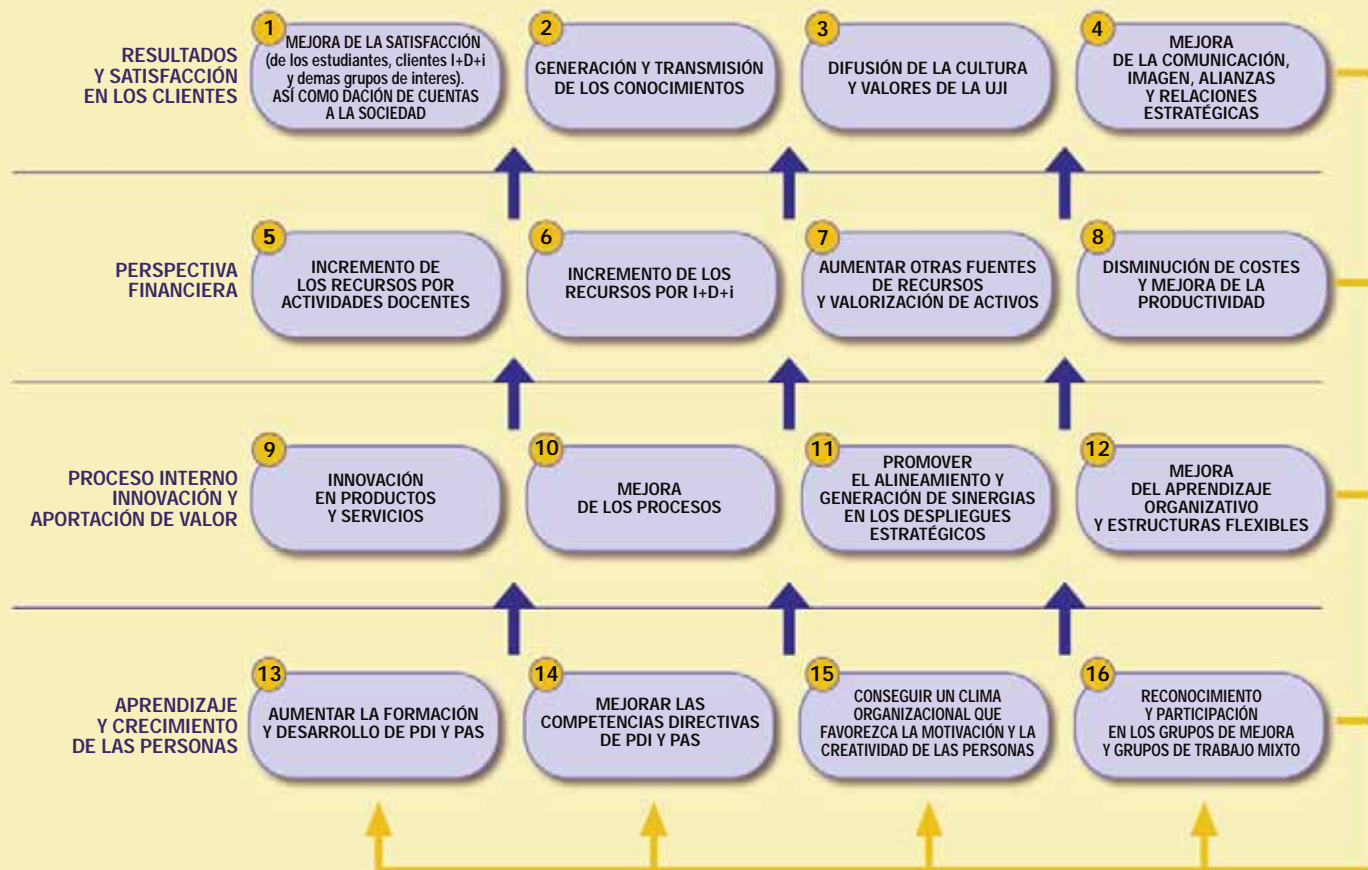 RESULTADOS
Y SATISFACCIÓN
EN LOS CLIENTES
1
MEJORA DE LA SATISFACCIÓN
(de los estudiantes, clientes I+D+i
y demas grupos de interes).
ASÍ COMO DACIÓN DE CUENTAS
A LA SOCIEDAD
2
GENERACIÓN Y TRANSMISIÓN
DE LOS CONOCIMIENTOS
3
DIFUSIÓN DE LA CULTURA
Y VALORES DE LA UJI
4
MEJORA
DE LA COMUNICACIÓN,
IMAGEN, ALIANZAS
Y RELACIONES
ESTRATÉGICAS
PERSPECTIVA
FINANCIERA
5
INCREMENTO DE
LOS RECURSOS POR
ACTIVIDADES DOCENTES
6
INCREMENTO DE LOS
RECURSOS POR I+D+i
7
AUMENTAR OTRAS FUENTES
DE RECURSOS
Y VALORIZACIÓN DE ACTIVOS
8
DISMINUCIÓN DE COSTES
Y MEJORA DE LA
PRODUCTIVIDAD
PROCESO INTERNO
INNOVACIÓN Y
APORTACIÓN DE VALOR
9
INNOVACIÓN
EN PRODUCTOS
Y SERVICIOS
10
MEJORA
DE LOS PROCESOS
11
PROMOVER
EL ALINEAMIENTO Y
GENERACIÓN DE SINERGIAS
EN LOS DESPLIEGUES
ESTRATÉGICOS
12
MEJORA
DEL APRENDIZAJE
ORGANIZATIVO
Y ESTRUCTURAS FLEXIBLES
APRENDIZAJE
Y CRECIMIENTO
DE LAS PERSONAS
13
AUMENTAR LA FORMACIÓN
Y DESARROLLO DE PDI Y PAS
14
MEJORAR LAS
COMPETENCIAS DIRECTIVAS
DE PDI Y PAS
15
CONSEGUIR UN CLIMA
ORGANIZACIONAL QUE
FAVOREZCA LA MOTIVACIÓN Y LA
CREATIVIDAD DE LAS PERSONAS
16
RECONOCIMIENTO
Y PARTICIPACIÓN
EN LOS GRUPOS DE MEJORA
Y GRUPOS DE TRABAJO MIXTO